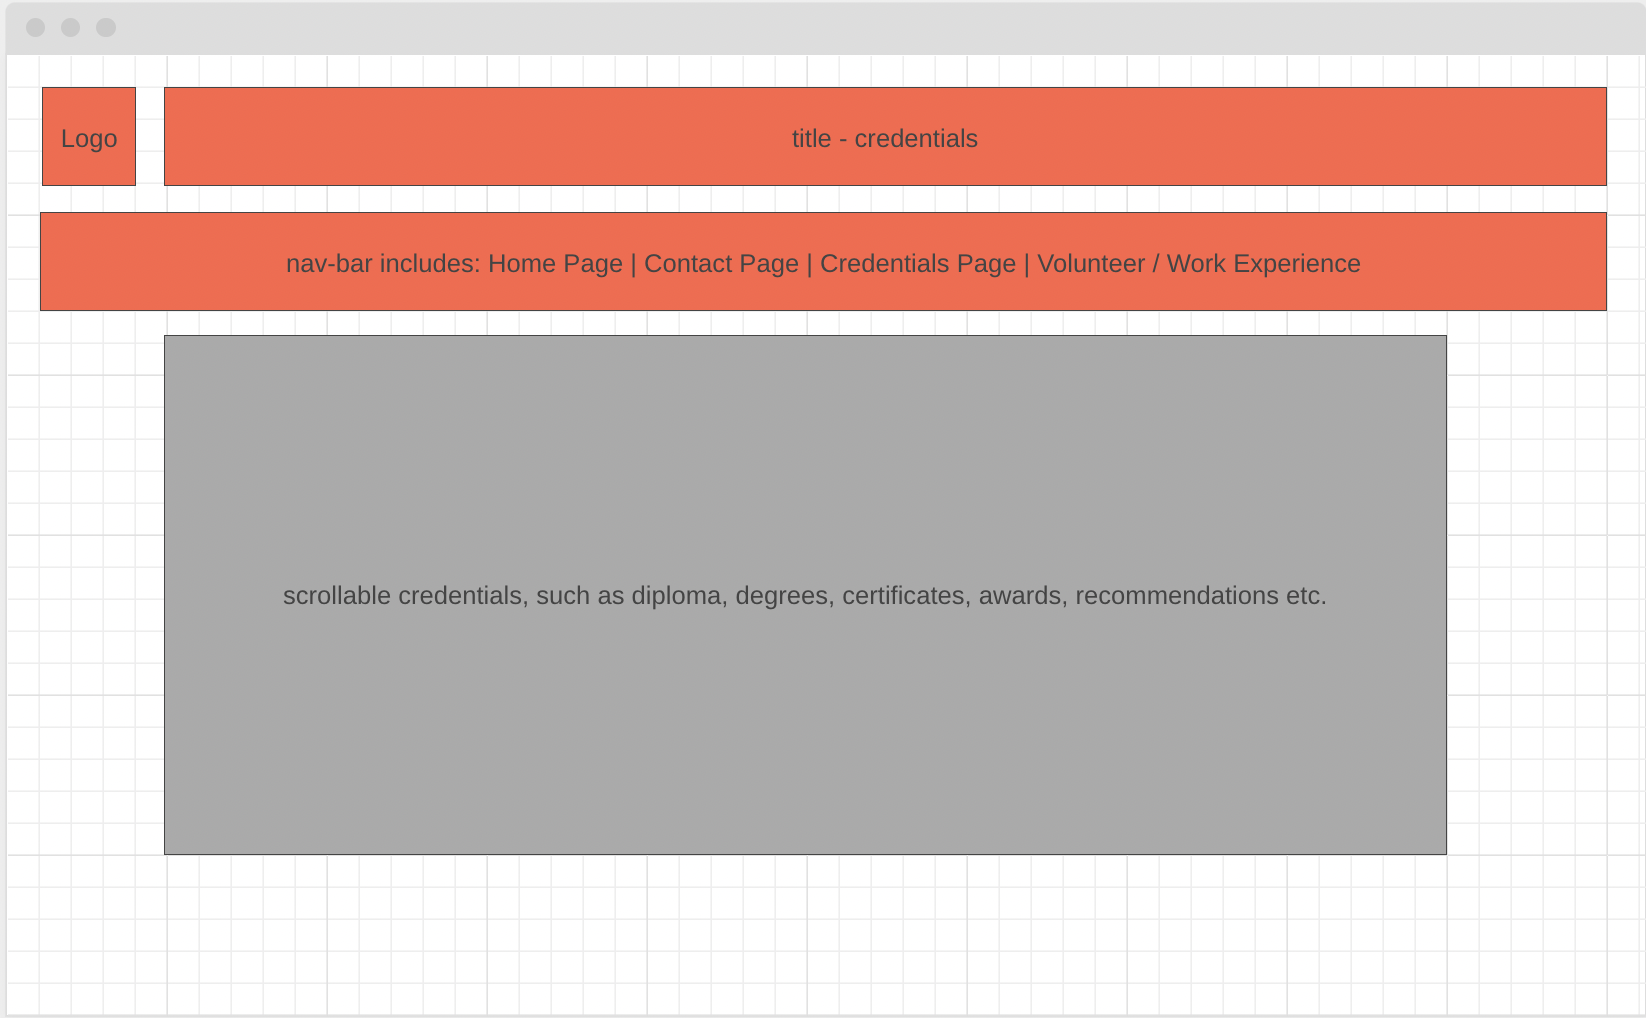 Logo
title - credentials
nav-bar includes: Home Page | Contact Page | Credentials Page | Volunteer / Work Experience
scrollable credentials, such as diploma, degrees, certificates, awards, recommendations etc.